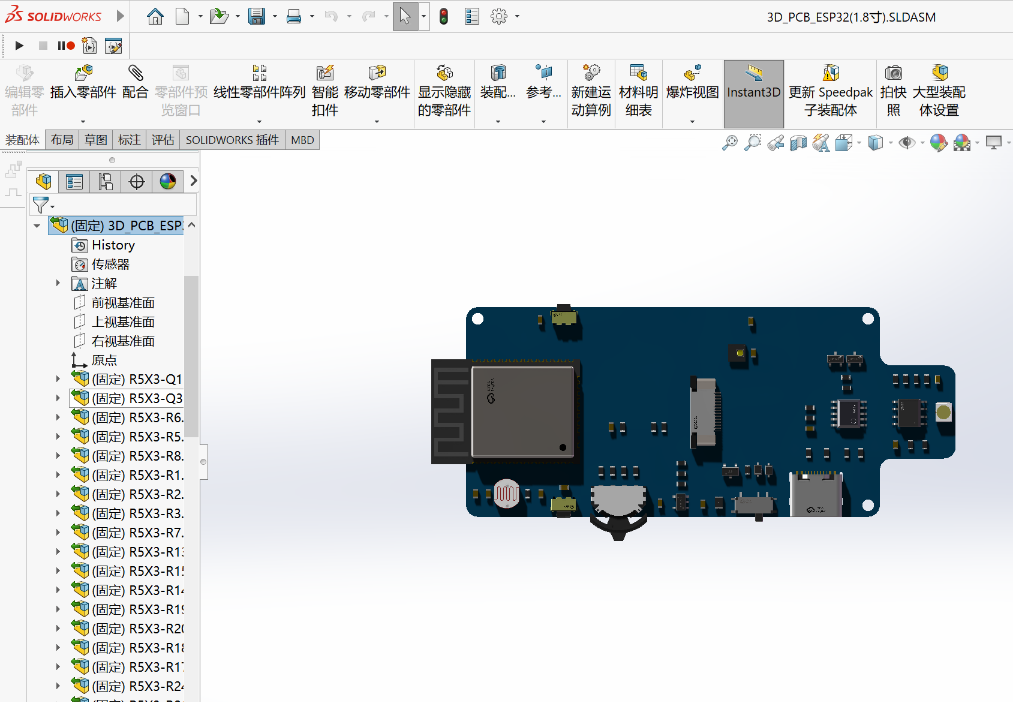 SOLIDWORKS
3D_PCB_ESP32(1.8寸).SLDASM
编辑零部件
插入零部件
配合
零部件预览窗口
线性零部件阵列
智能扣件
移动零部件
显示隐藏的零部件
装配...
参考...
新建运动算例
材料明细表
爆炸视图
Instant3D
更新 Speedpak 子装配体
拍快照
大型装配体设置
装配体 布局 草图 标注 评估 SOLIDWORKS 插件 MBD
(固定) 3D_PCB_ESP
History
传感器
注解
前视基准面
上视基准面
右视基准面
原点
(固定) R5X3-Q1
(固定) R5X3-Q3
(固定) R5X3-R6.
(固定) R5X3-R5.
(固定) R5X3-R8.
(固定) R5X3-R1.
(固定) R5X3-R2.
(固定) R5X3-R3.
(固定) R5X3-R7.
(固定) R5X3-R13
(固定) R5X3-R15
(固定) R5X3-R14
(固定) R5X3-R19
(固定) R5X3-R20
(固定) R5X3-R18
(固定) R5X3-R17
(固定) R5X3-R24